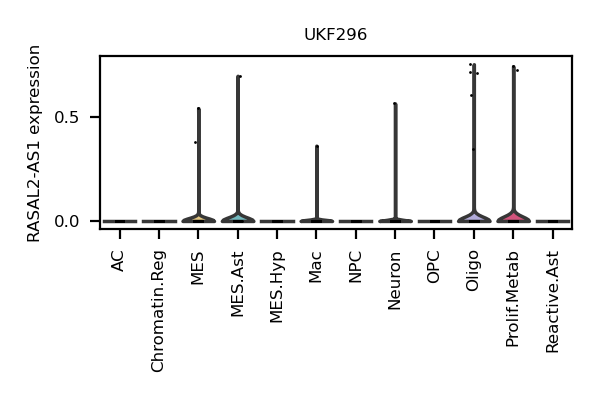 UKF296
RASAL2-AS1 expression
0.5
0.0
AC
Chromatin.Reg
MES
MES.Ast
MES.Hyp
Mac
NPC
Neuron
OPC
Oligo
Prolif.Metab
Reactive.Ast